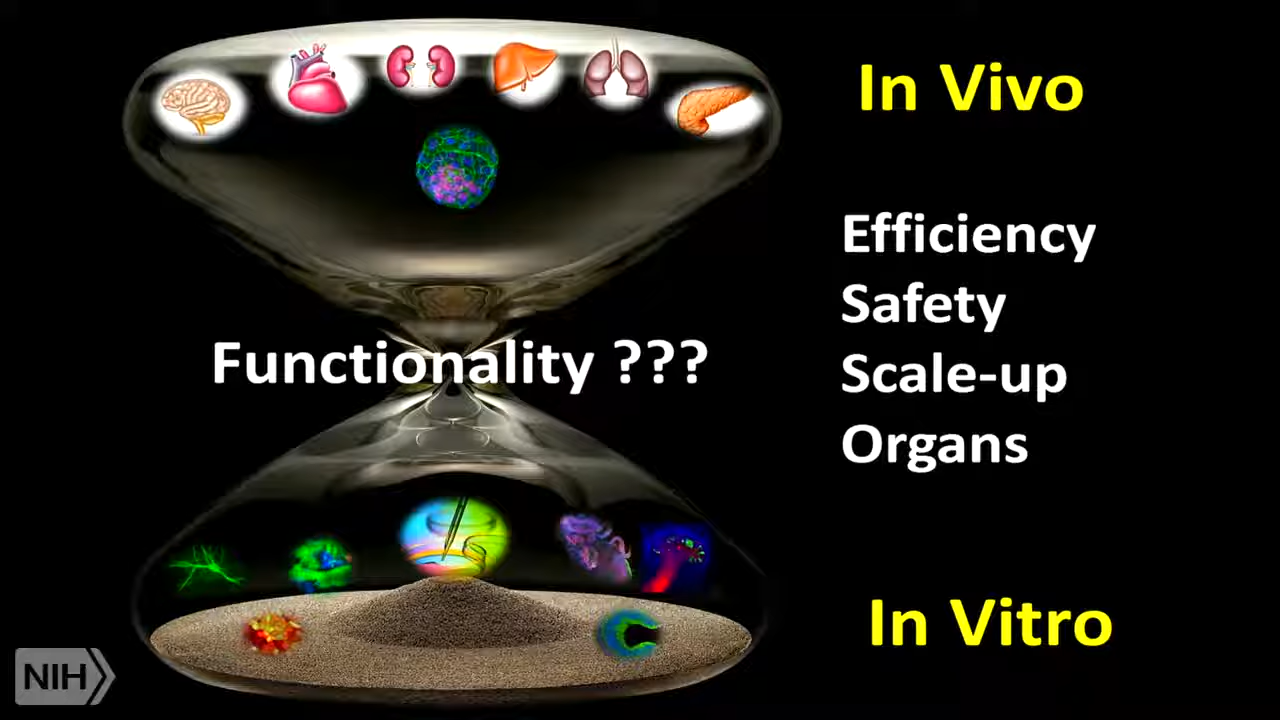 In Vivo
Efficiency
Safety
Scale-up
Organs
Functionality ???
In Vitro
NIH